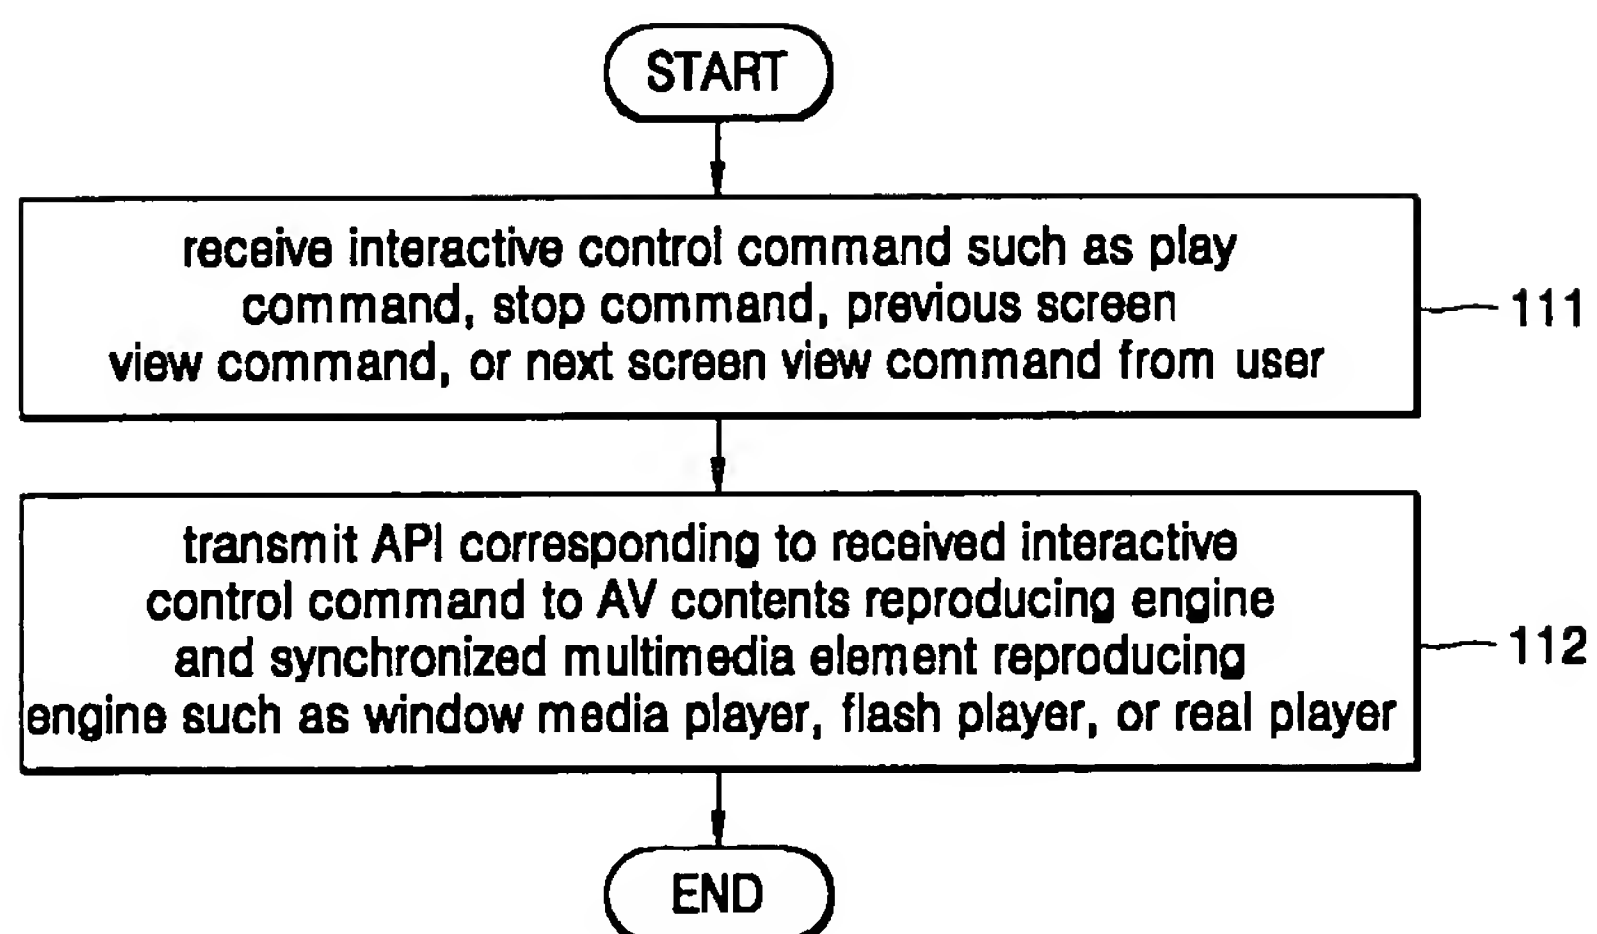 START
receive interactive control command such as play
command, stop command, previous screen
view command, or next screen view command from user
111
transmit API corresponding to received interactive
control command to AV contents reproducing engine
and synchronized multimedia element reproducing
engine such as window media player, flash player, or real player
112
END